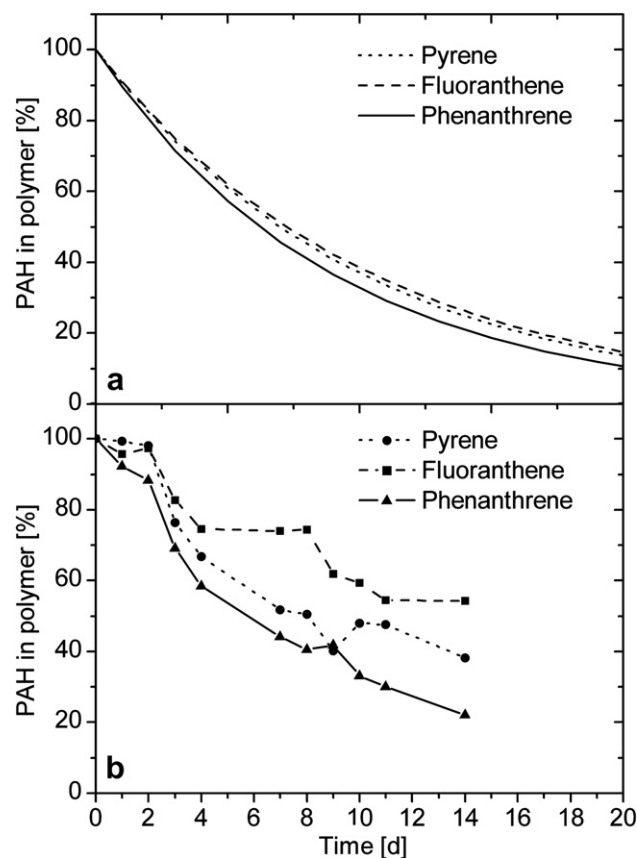 100
80
60
40
20
0
PAH in polymer [%]
Pyrene
Fluoranthene
Phenanthrene
a
100
80
60
40
20
0
PAH in polymer [%]
Pyrene
Fluoranthene
Phenanthrene
b
0 2 4 6 8 10 12 14 16 18 20
Time [d]